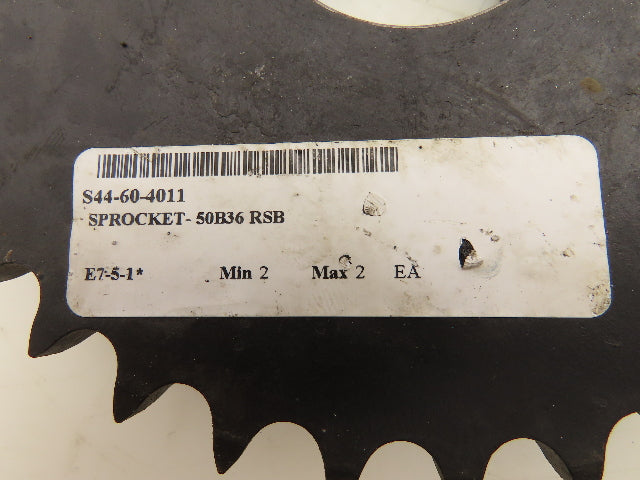 S44-60-4011
SPROCKET- 50B36 RSB
E7-5-1* Min 2 Max 2 EA